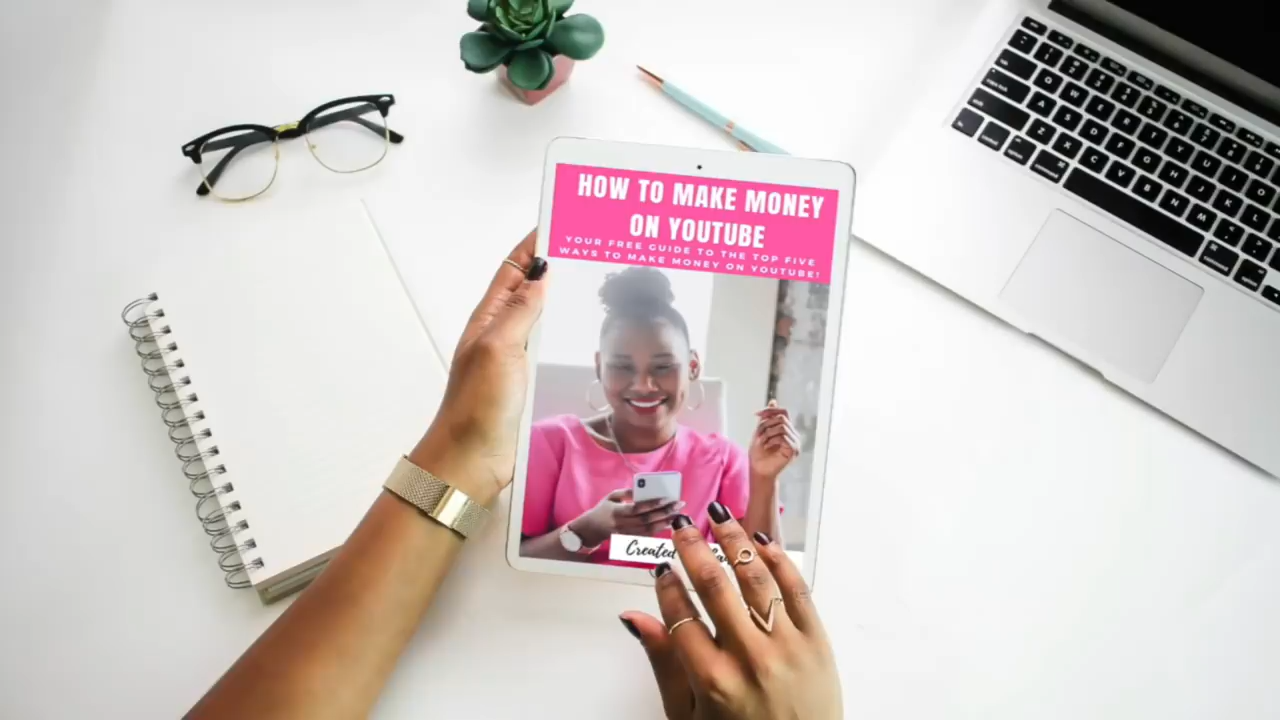 HOW TO MAKE MONEY
ON YOUTUBE
YOUR FREE GUIDE TO THE TOP FIVE
WAYS TO MAKE MONEY ON YOUTUBE!
Created